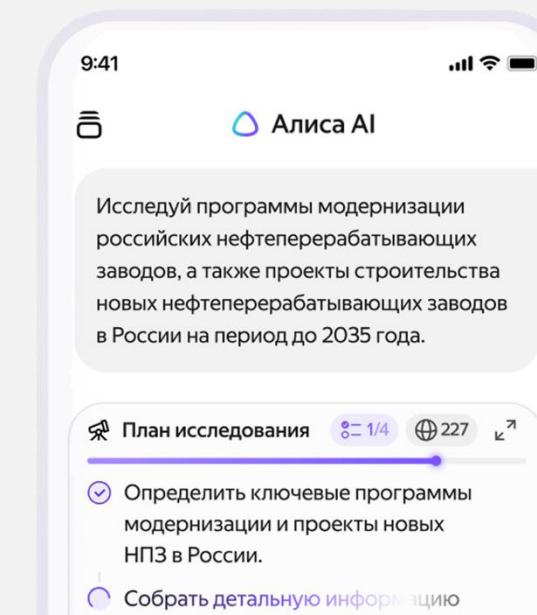 9:41
Алиса AI
Исследуй программы модернизации
российских нефтеперерабатывающих
заводов, а также проекты строительства
новых нефтеперерабатывающих заводов
в России на период до 2035 года.
План исследования 1/4 227
Определить ключевые программы
модернизации и проекты новых
НПЗ в России.
Собрать детальную информацию